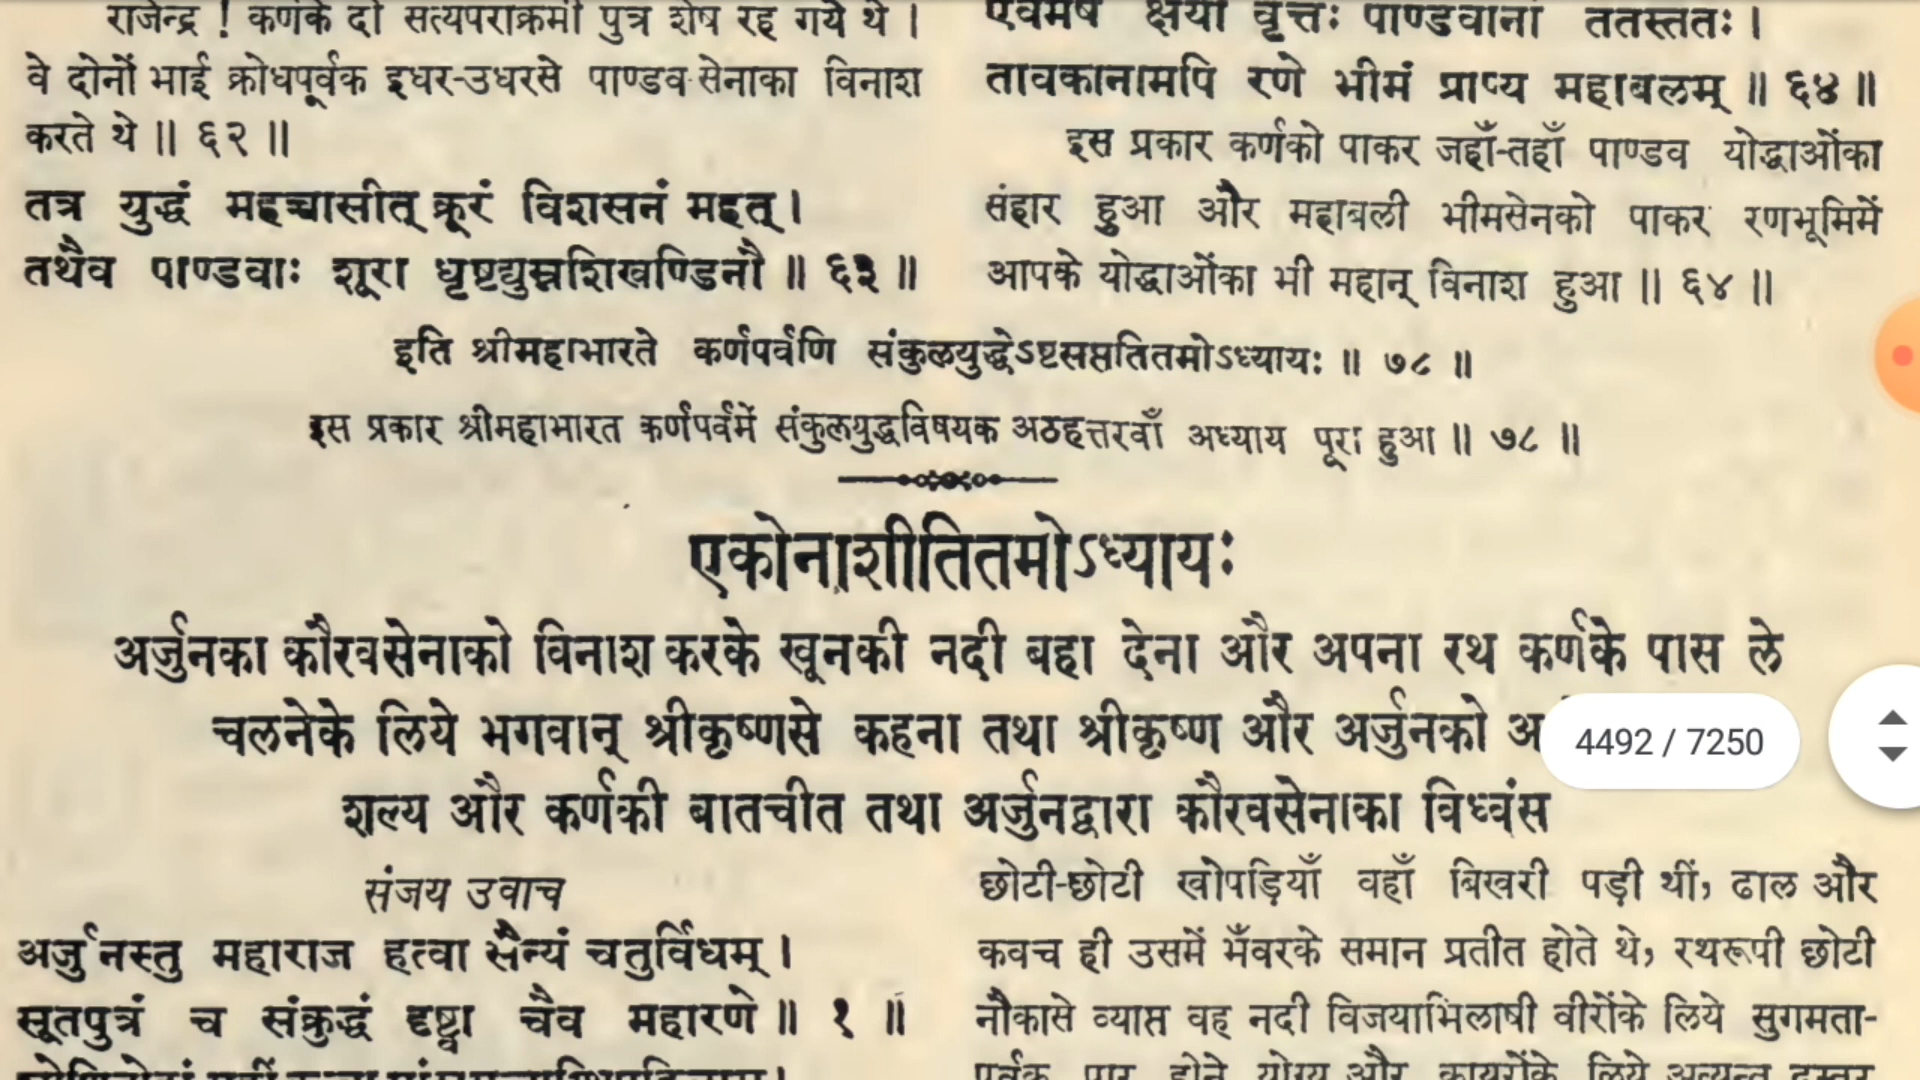 राजेन्द्र ! कर्णके दो सत्यपराक्रमी पुत्र शेष रह गये थे ।
वे दोनों भाई क्रोधपूर्वक इधर-उधरसे पाण्डव-सेनाका विनाश
करते थे ॥ ६२ ॥
तत्र युद्धं महच्चासीत् क्रूरं विशसनं महत् ।
तथैव पाण्डवाः शूरा धृष्टद्युम्नशिखण्डिनौ ॥ ६३ ॥
एवमेष क्षयो वृत्तः पाण्डवानां ततस्ततः ।
तावकानामपि रणे भीमं प्राप्य महाबलम् ॥ ६४ ॥
इस प्रकार कर्णको पाकर जहाँ-तहाँ पाण्डव योद्धाओंका
संहार हुआ और महाबली भीमसेनको पाकर रणभूमिमें
आपके योद्धाओंका भी महान् विनाश हुआ ॥ ६४ ॥
इति श्रीमहाभारते कर्णपर्वणि संकुलयुद्धेऽष्टसप्ततितमोऽध्यायः ॥ ७८ ॥
इस प्रकार श्रीमहाभारत कर्णपर्वमें संकुलयुद्धविषयक अठहत्तरवाँ अध्याय पूरा हुआ ॥ ७८ ॥
एकोनाशीतितमोऽध्यायः
अर्जुनका कौरवसेनाको विनाश करके खूनकी नदी बहा देना और अपना रथ कर्णके पास ले
चलनेके लिये भगवान् श्रीकृष्णसे कहना तथा श्रीकृष्ण और अर्जुनको
4492 / 7250
शल्य और कर्णकी बातचीत तथा अर्जुनद्वारा कौरवसेनाका विध्वंस
संजय उवाच
अर्जुनस्तु महाराज हत्वा सैन्यं चतुर्विधम् ।
सूतपुत्रं च संक्रुद्धं दृष्ट्वा चैव महारणे ॥ १ ॥
छोटी-छोटी खोपड़ियाँ वहाँ बिखरी पड़ी थीं, ढाल और
कवच ही उसमें भँवरके समान प्रतीत होते थे, रथरूपी छोटी
नौकासे व्याप्त वह नदी विजयाभिलाषी वीरोंके लिये सुगमता-
पूर्वक पार होने योग्य और कायरोंके लिये अत्यन्त दुस्तर